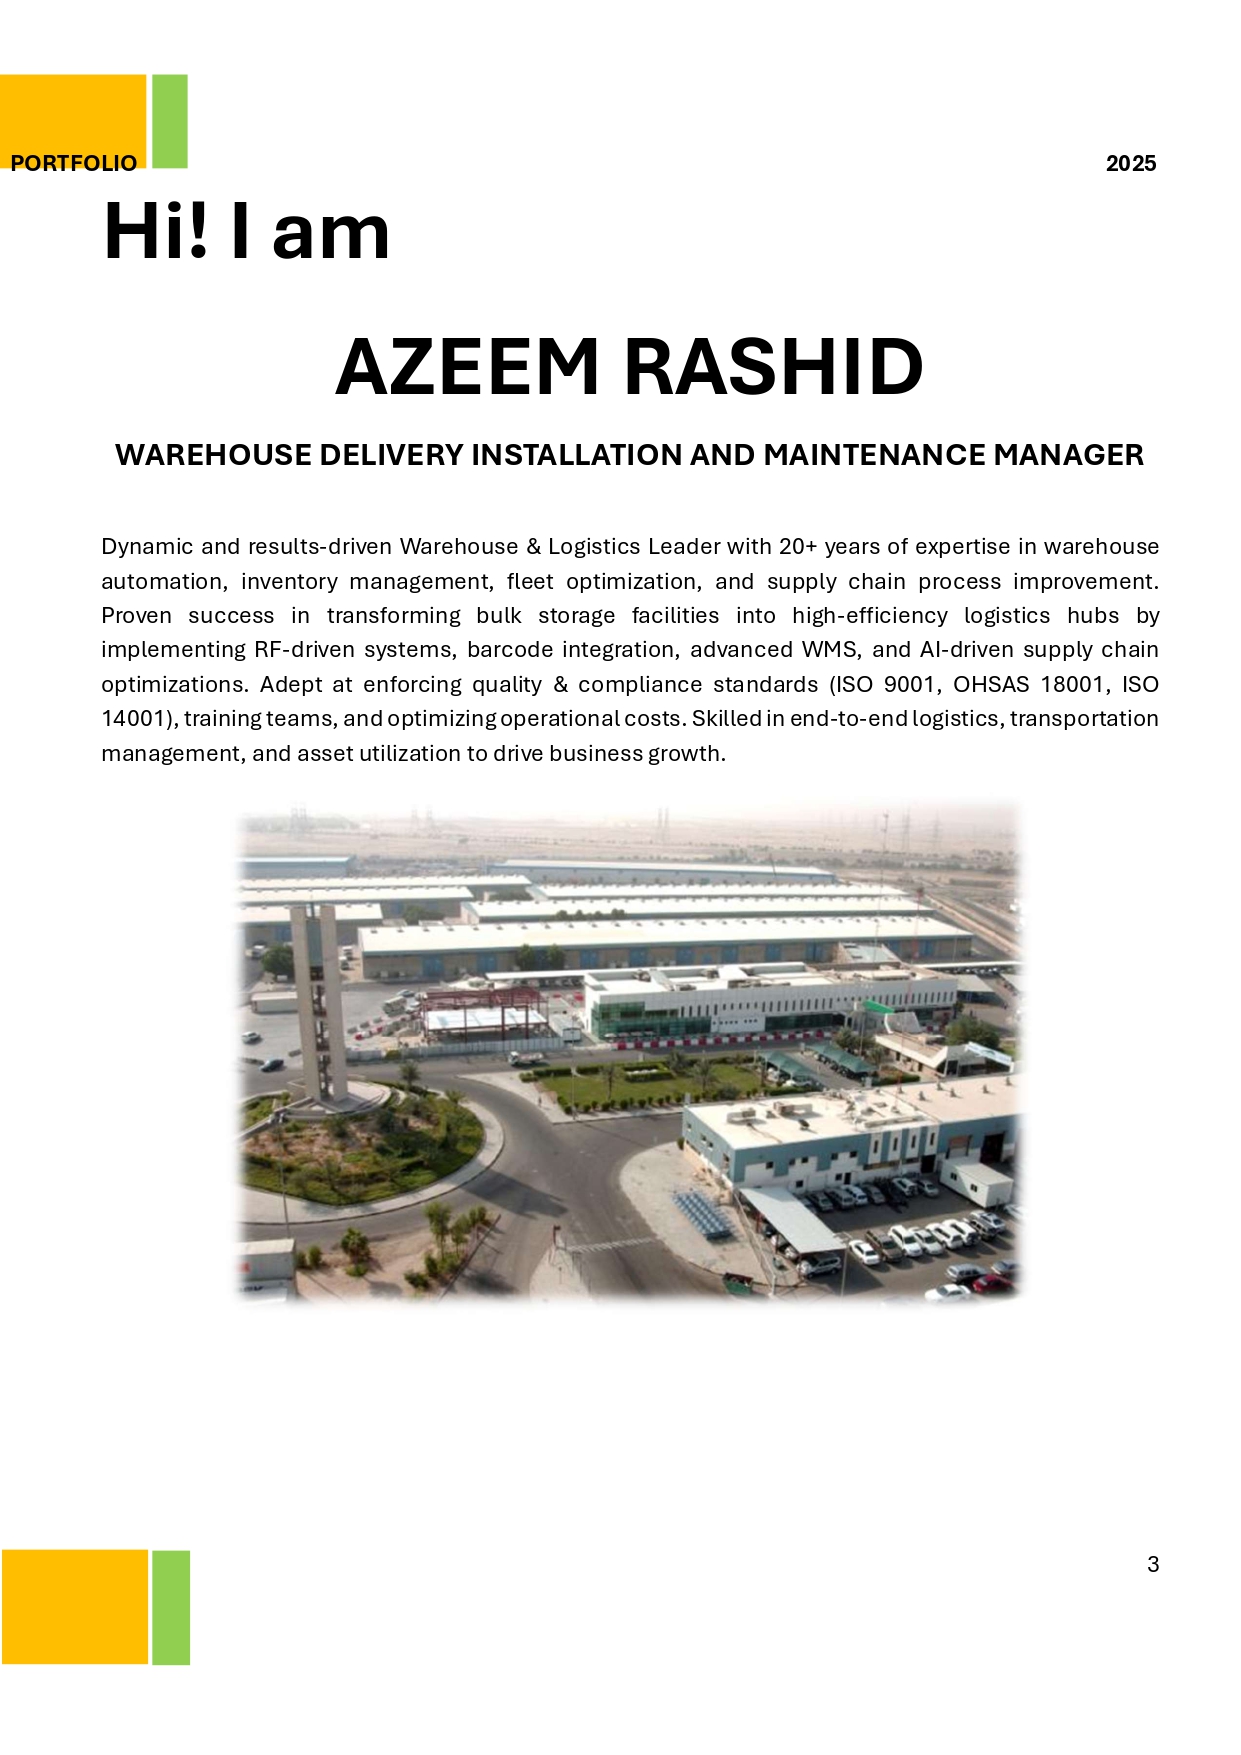 PORTFOLIO
2025
Hi! I am
AZEEM RASHID
WAREHOUSE DELIVERY INSTALLATION AND MAINTENANCE MANAGER
Dynamic and results-driven Warehouse & Logistics Leader with 20+ years of expertise in warehouse
automation, inventory management, fleet optimization, and supply chain process improvement.
Proven success in transforming bulk storage facilities into high-efficiency logistics hubs by
implementing RF-driven systems, barcode integration, advanced WMS, and AI-driven supply chain
optimizations. Adept at enforcing quality & compliance standards (ISO 9001, OHSAS 18001, ISO
14001), training teams, and optimizing operational costs. Skilled in end-to-end logistics, transportation
management, and asset utilization to drive business growth.
3